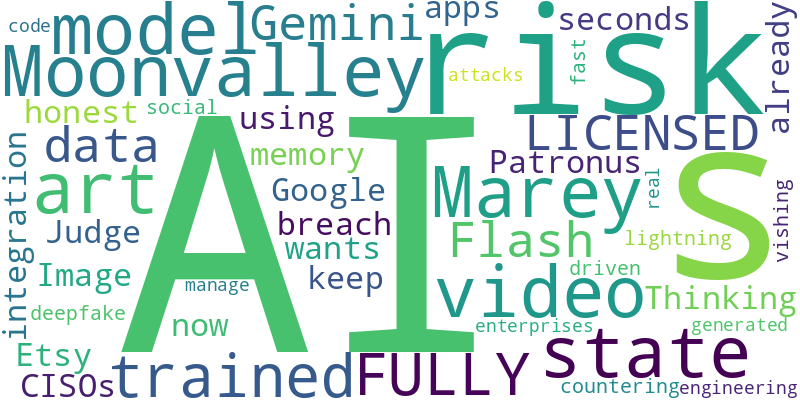 code
model
Gemini
apps
seconds
already
Moonvalley
risk
attacks
fast
honest
social
using
LICENSED
data
memory
Patronus
s
art
Google
Marey
real
vishing
integration
Judge
breach
wants
Flash
lightning
Image
AI
keep
driven
manage
video
Thinking
deepfake
now
enterprises
generated
Etsy
state
CISOs
trained
FULLY
countering
engineering